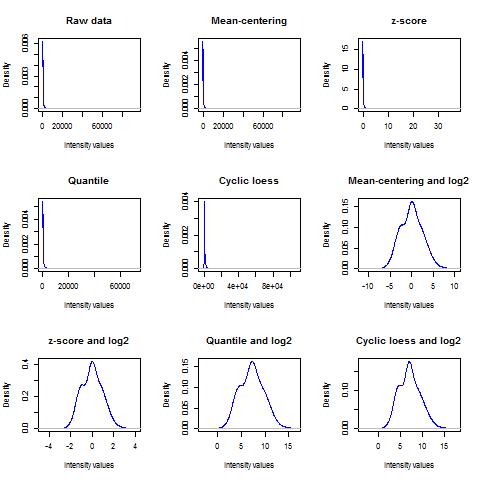 Raw data
Density
0.000 0.003 0.006
0 20000 60000
Intensity values
Mean-centering
Density
0.000 0.004
0 20000 60000
Intensity values
z-score
Density
0 5 10 15
0 10 20 30
Intensity values
Quantile
Density
0.000 0.002 0.004
0 20000 60000
Intensity values
Cyclic loess
Density
0.000 0.002 0.004
0e+00 4e+04 8e+04
Intensity values
Mean-centering and log2
Density
0.00 0.05 0.10 0.15
-10 -5 0 5 10
Intensity values
z-score and log2
Density
0.0 0.2 0.4
-4 -2 0 2 4
Intensity values
Quantile and log2
Density
0.00 0.05 0.10 0.15
0 5 10 15
Intensity values
Cyclic loess and log2
Density
0.00 0.10
0 5 10 15
Intensity values